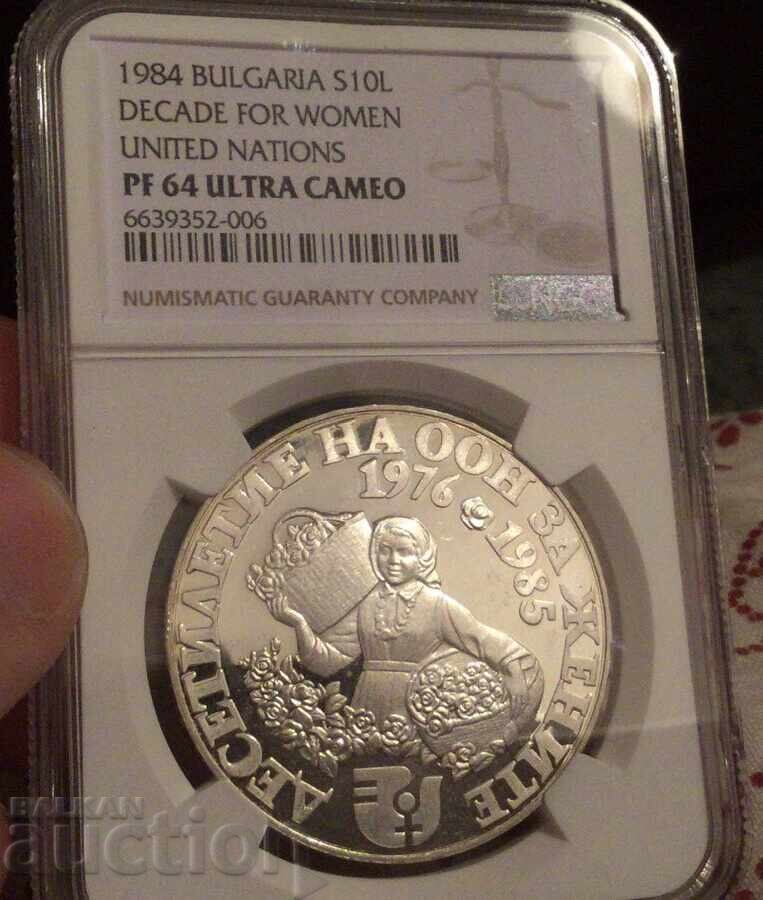 1984 BULGARIA S10L
DECADE FOR WOMEN
UNITED NATIONS
PF 64 ULTRA CAMEO
6639352-006
NUMISMATIC GUARANTY COMPANY
ДЕСЕТИЛЕТИЕ НА ООН ЗА ЖЕНИТЕ
1976 1985
BALKAN
auction